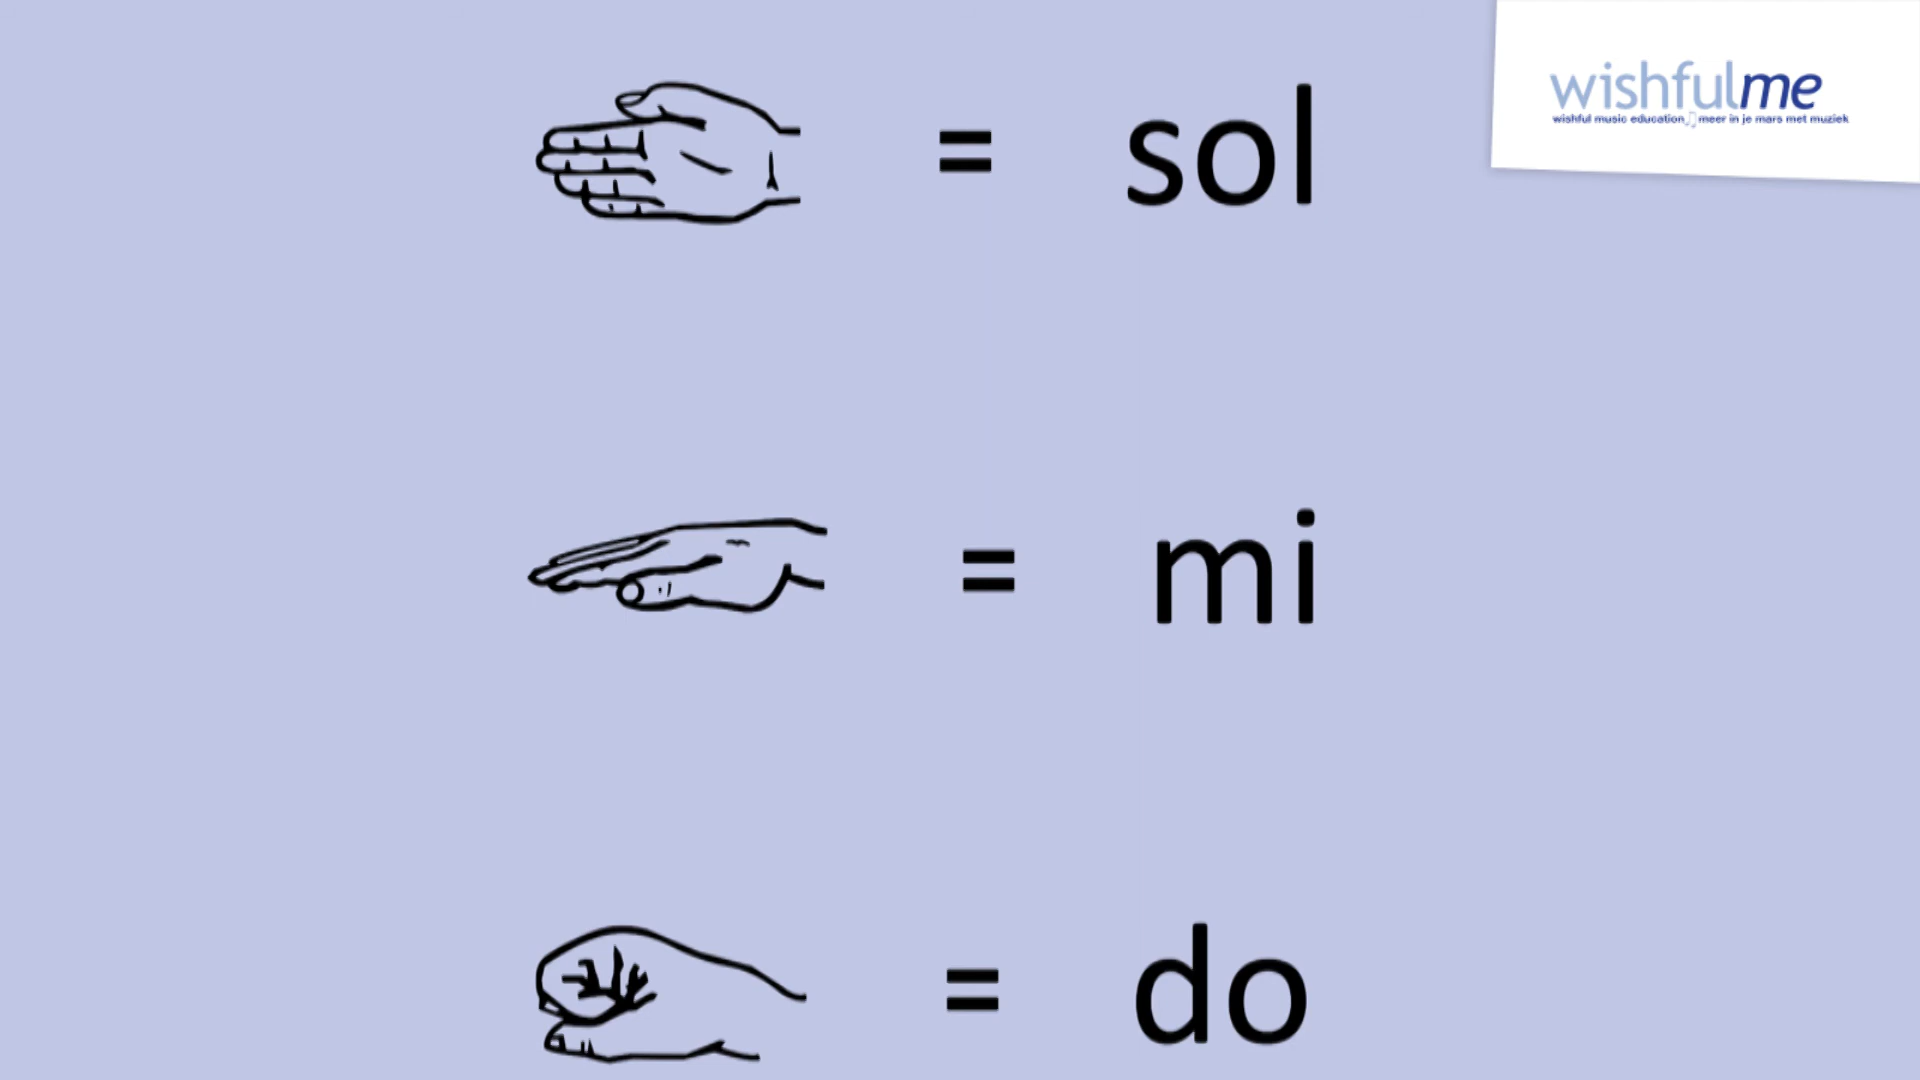 wishfulme
wishful music education meer in je mars met muziek
= sol
= mi
= do